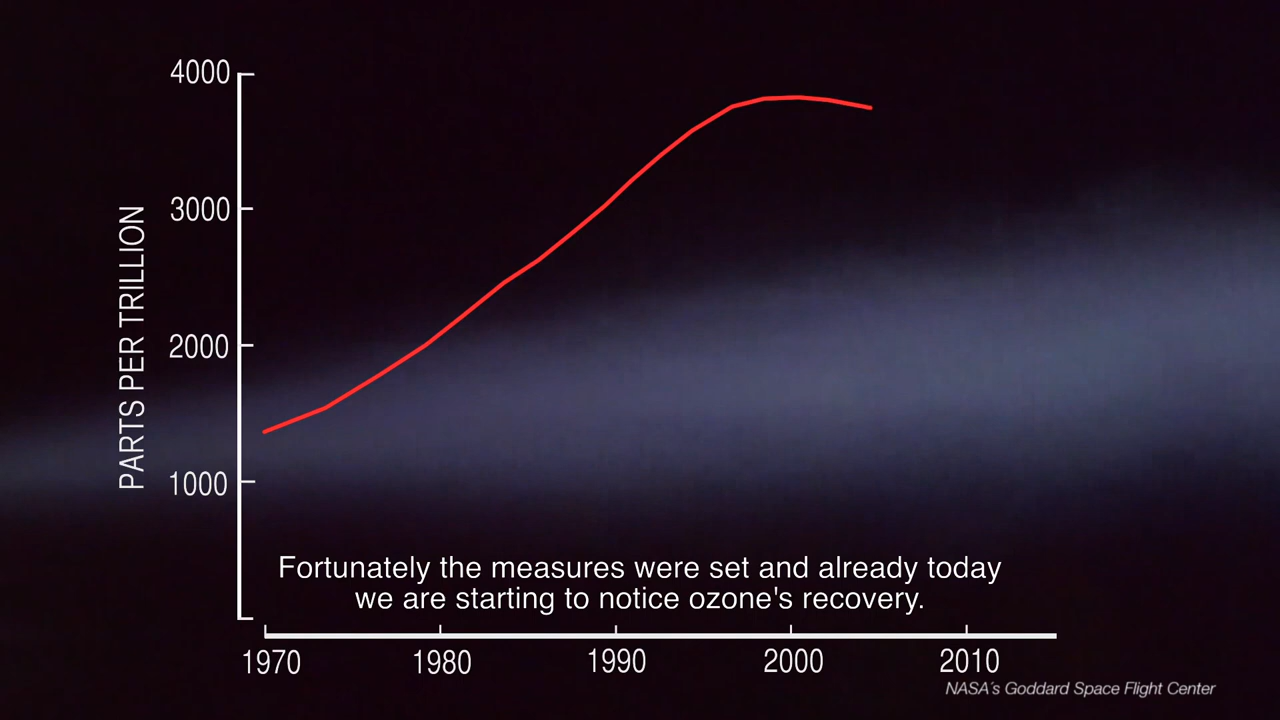 4000
3000
2000
1000
PARTS PER TRILLION
Fortunately the measures were set and already today
we are starting to notice ozone's recovery.
1970 1980 1990 2000 2010
NASA´s Goddard Space Flight Center